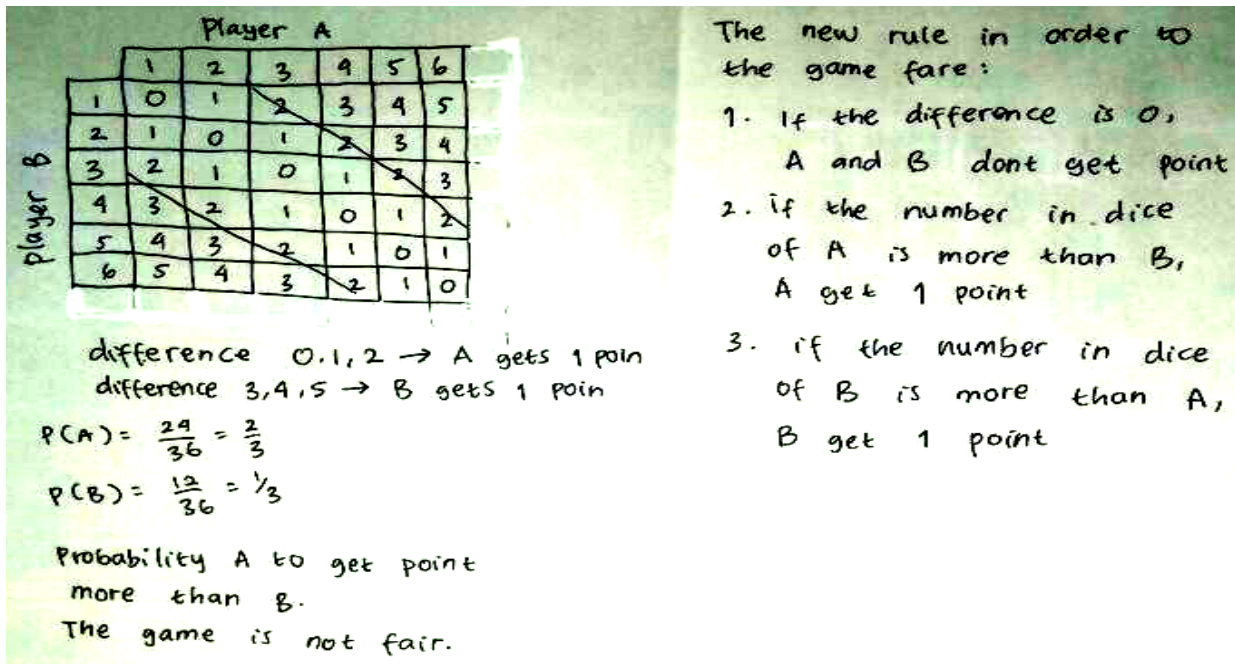 Player A
1 2 3 4 5 6
Player B
1 0 1 2 3 4 5
2 1 0 1 2 3 4
3 2 1 0 1 2 3
4 3 2 1 0 1 2
5 4 3 2 1 0 1
6 5 4 3 2 1 0
difference 0.1,2 → A gets 1 poin
difference 3,4,5 → B gets 1 poin
P(A) = 24/36 = 2/3
P(B) = 12/36 = 1/3
Probability A to get point
more than B.
The game is not fair.
The new rule in order to
the game fare :
1. If the difference is 0,
A and B dont get point
2. if the number in dice
of A is more than B,
A get 1 point
3. if the number in dice
of B is more than A,
B get 1 point